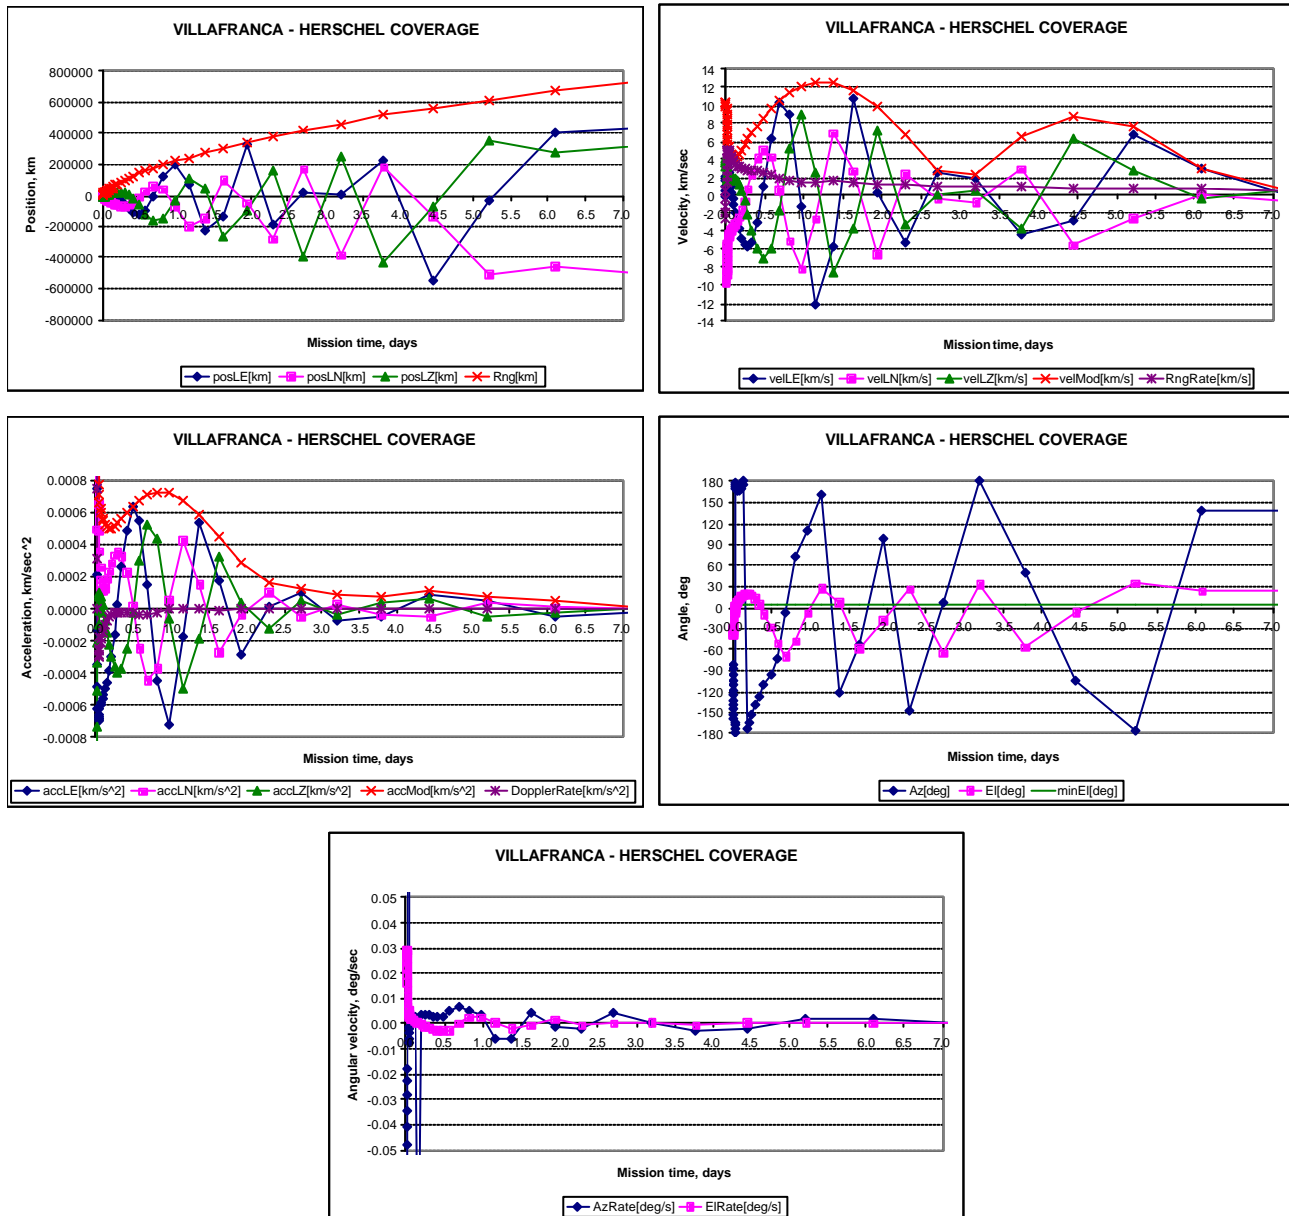 VILLAFRANCA - HERSCHEL COVERAGE
800000
600000
400000
200000
0
-200000
-400000
-600000
-800000
Position, km
0.0 0.5 1.0 1.5 2.0 2.5 3.0 3.5 4.0 4.5 5.0 5.5 6.0 6.5 7.0
Mission time, days
posLE[km] posLN[km] posLZ[km] Rng[km]
VILLAFRANCA - HERSCHEL COVERAGE
14
12
10
8
6
4
2
0
-2
-4
-6
-8
-10
-12
-14
Velocity, km/sec
0.0 0.5 1.0 1.5 2.0 2.5 3.0 3.5 4.0 4.5 5.0 5.5 6.0 6.5 7.0
Mission time, days
velLE[km/s] velLN[km/s] velLZ[km/s] velMod[km/s] RngRate[km/s]
VILLAFRANCA - HERSCHEL COVERAGE
0.0008
0.0006
0.0004
0.0002
0.0000
-0.0002
-0.0004
-0.0006
-0.0008
Acceleration, km/sec^2
0.0 0.5 1.0 1.5 2.0 2.5 3.0 3.5 4.0 4.5 5.0 5.5 6.0 6.5 7.0
Mission time, days
accLE[km/s^2] accLN[km/s^2] accLZ[km/s^2] accMod[km/s^2] DopplerRate[km/s^2]
VILLAFRANCA - HERSCHEL COVERAGE
180
150
120
90
60
30
0
-30
-60
-90
-120
-150
-180
Angle, deg
0.0 0.5 1.0 1.5 2.0 2.5 3.0 3.5 4.0 4.5 5.0 5.5 6.0 6.5 7.0
Mission time, days
Az[deg] El[deg] minEl[deg]
VILLAFRANCA - HERSCHEL COVERAGE
0.05
0.04
0.03
0.02
0.01
0.00
-0.01
-0.02
-0.03
-0.04
-0.05
Angular velocity, deg/sec
0.0 0.5 1.0 1.5 2.0 2.5 3.0 3.5 4.0 4.5 5.0 5.5 6.0 6.5 7.0
Mission time, days
AzRate[deg/s] ElRate[deg/s]